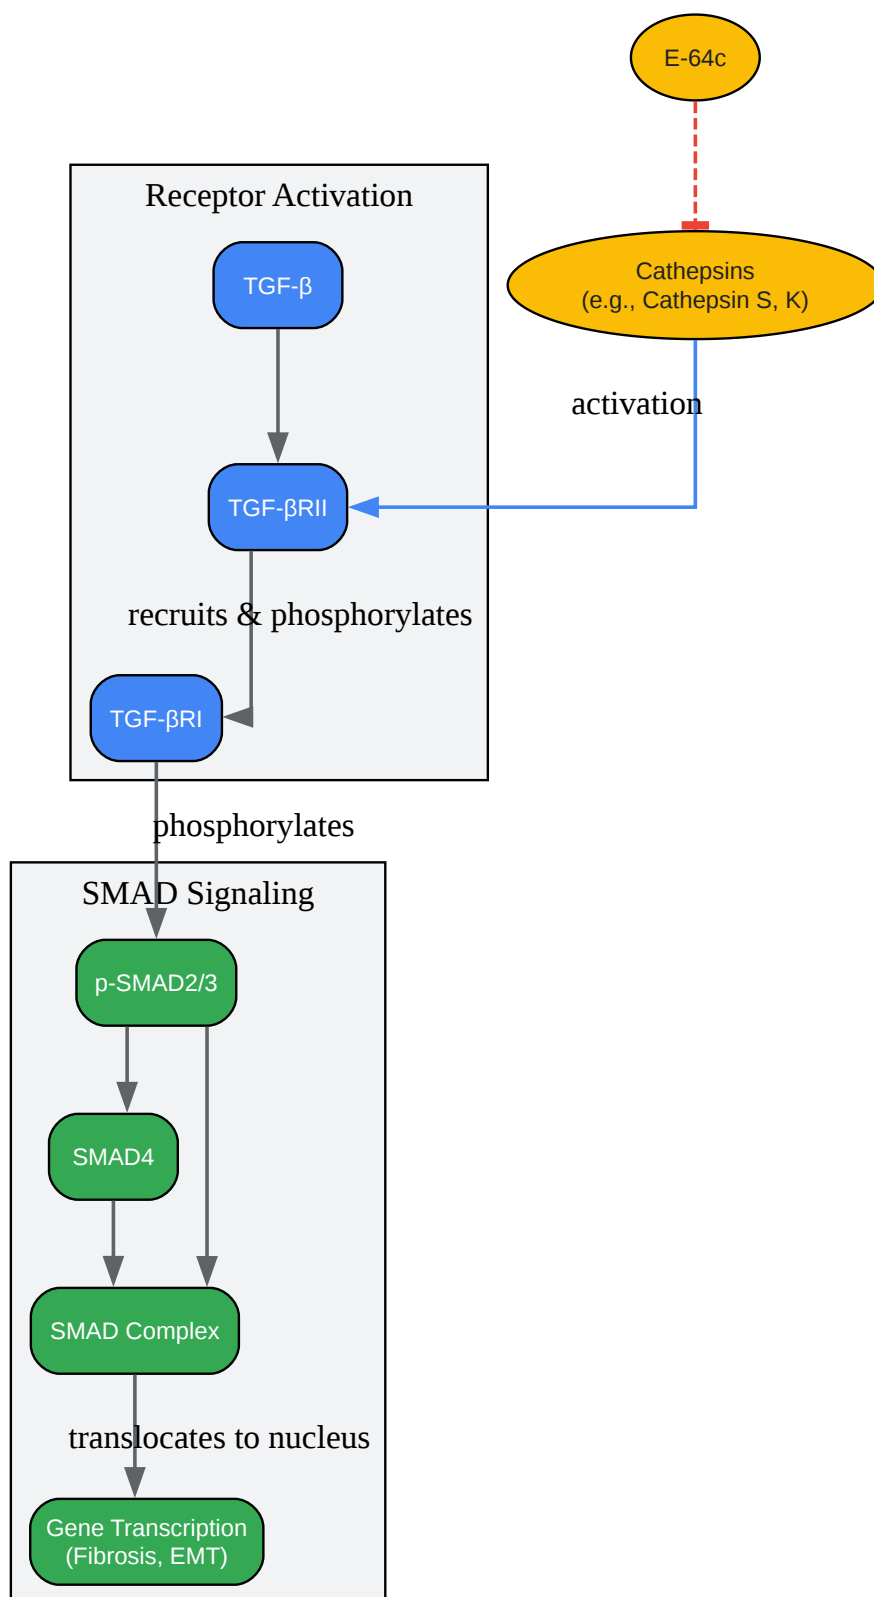 E-64c
Receptor Activation
TGF-β
Cathepsins
(e.g., Cathepsin S, K)
activation
TGF-βRII
recruits & phosphorylates
TGF-βRI
phosphorylates
SMAD Signaling
p-SMAD2/3
SMAD4
SMAD Complex
translocates to nucleus
Gene Transcription
(Fibrosis, EMT)